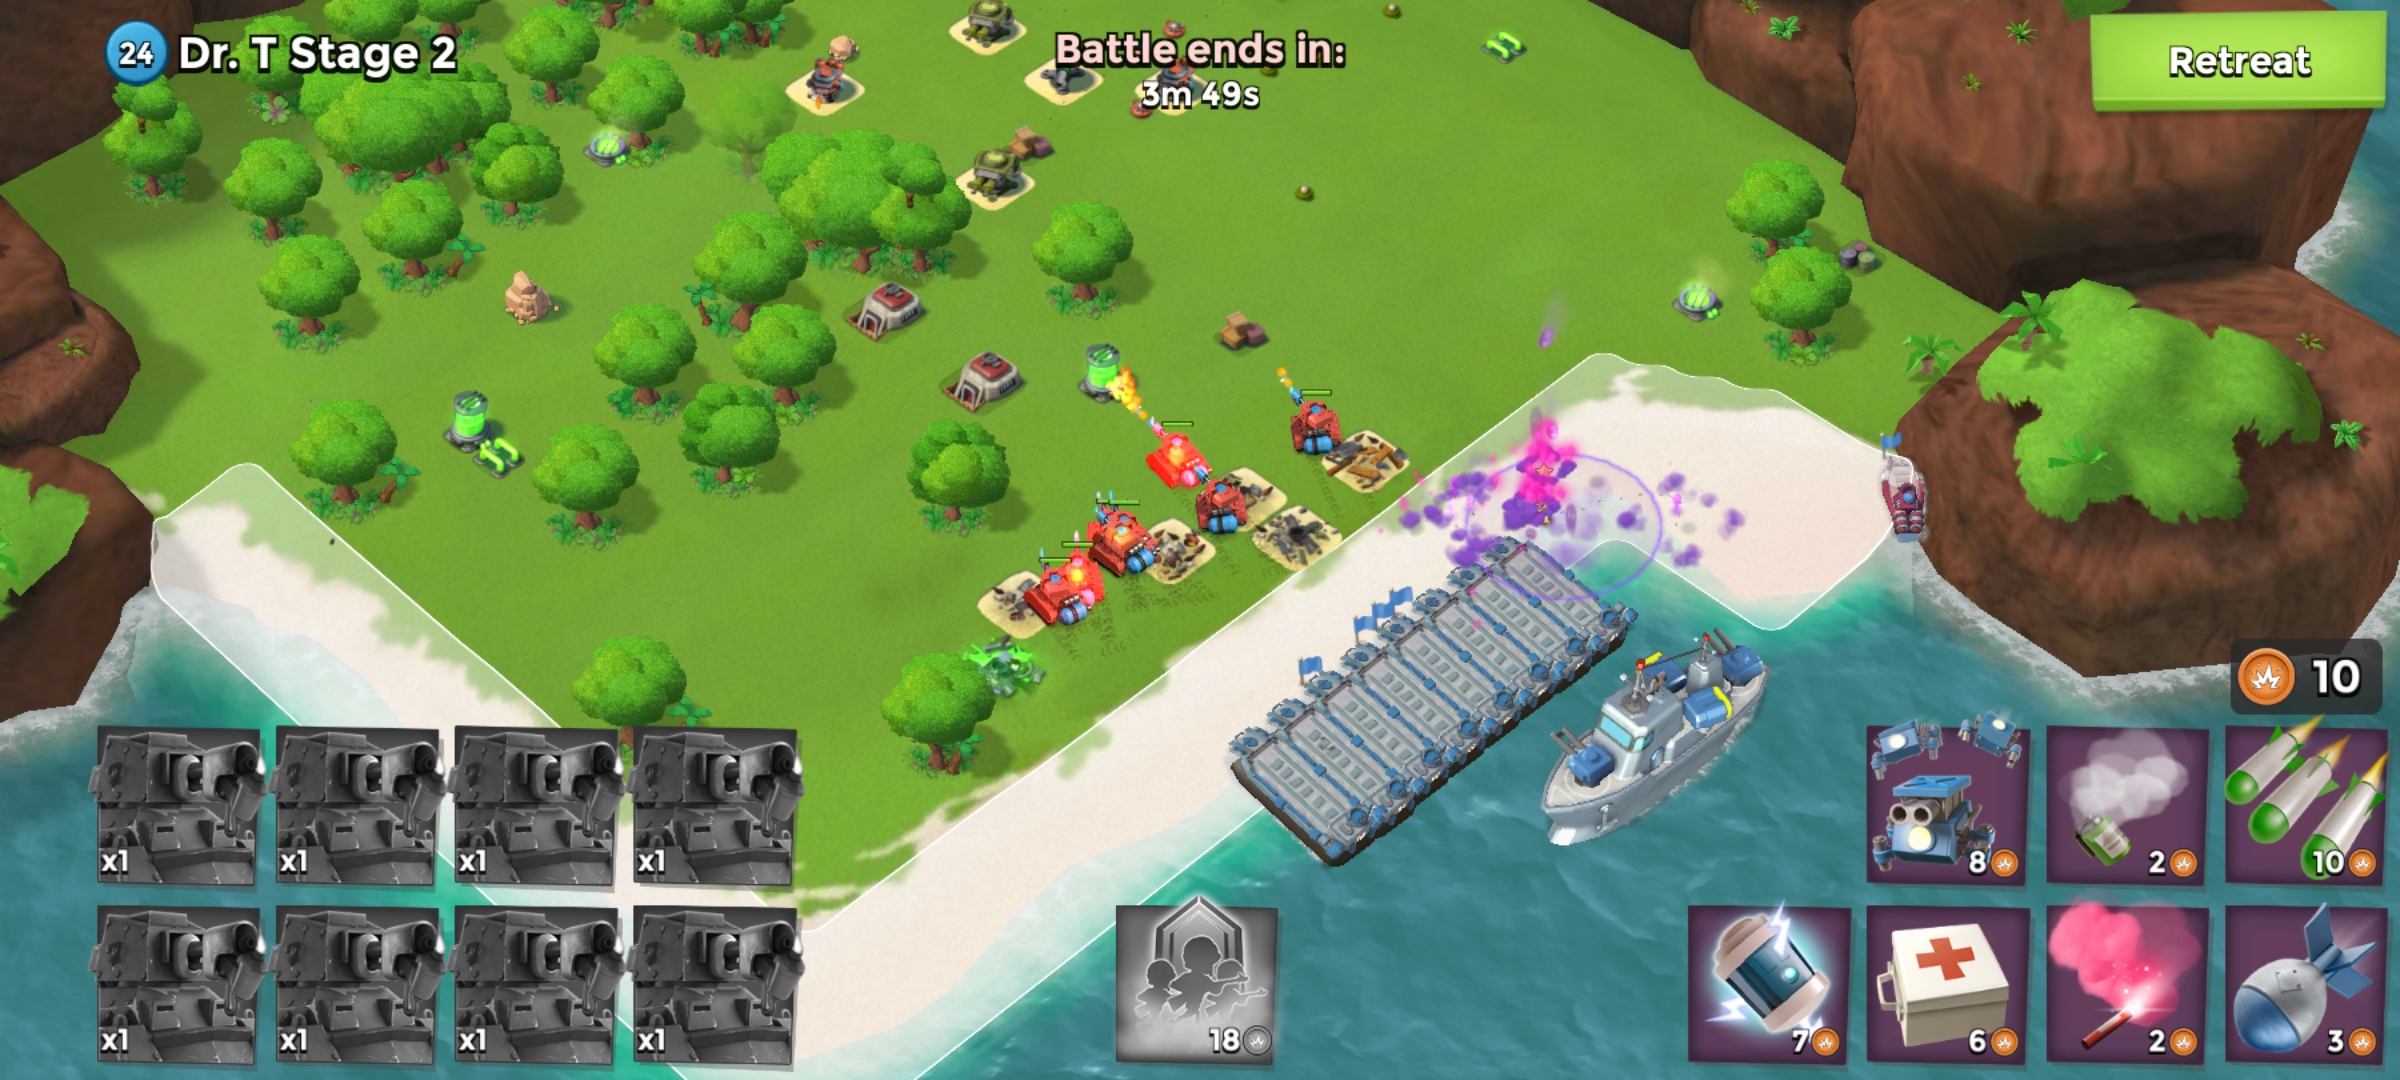 24 Dr. T Stage 2
Battle ends in:
3m 49s
Retreat
10
x1 x1 x1 x1
8 2 10
x1 x1 x1 x1
18
7 6 2 3